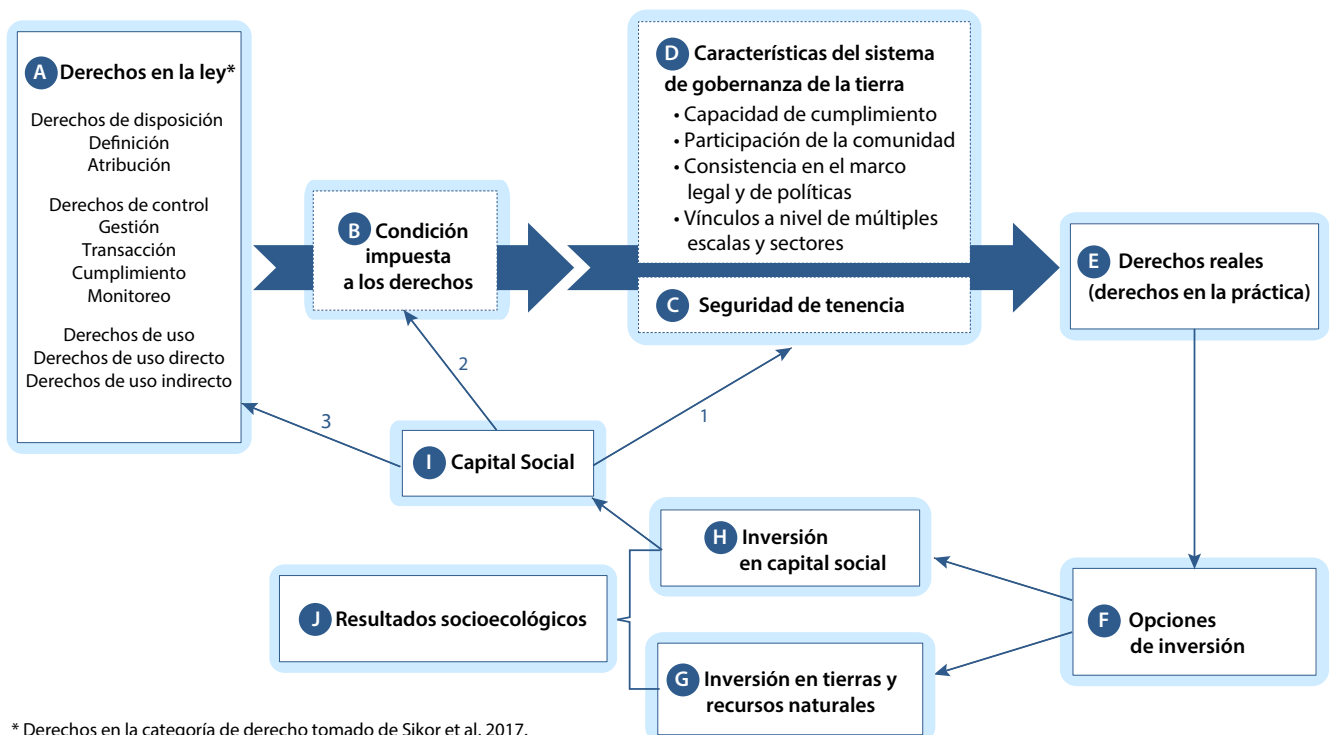 A Derechos en la ley*
Derechos de disposición
Definición
Atribución
Derechos de control
Gestión
Transacción
Cumplimiento
Monitoreo
Derechos de uso
Derechos de uso directo
Derechos de uso indirecto
B Condición
impuesta
a los derechos
D Características del sistema
de gobernanza de la tierra
• Capacidad de cumplimiento
• Participación de la comunidad
• Consistencia en el marco
legal y de políticas
• Vínculos a nivel de múltiples
escalas y sectores
C Seguridad de tenencia
E Derechos reales
(derechos en la práctica)
2
1
3
I Capital Social
H Inversión
en capital social
J Resultados socioecológicos
F Opciones
de inversión
G Inversión en tierras y
recursos naturales
* Derechos en la categoría de derecho tomado de Sikor et al. 2017.